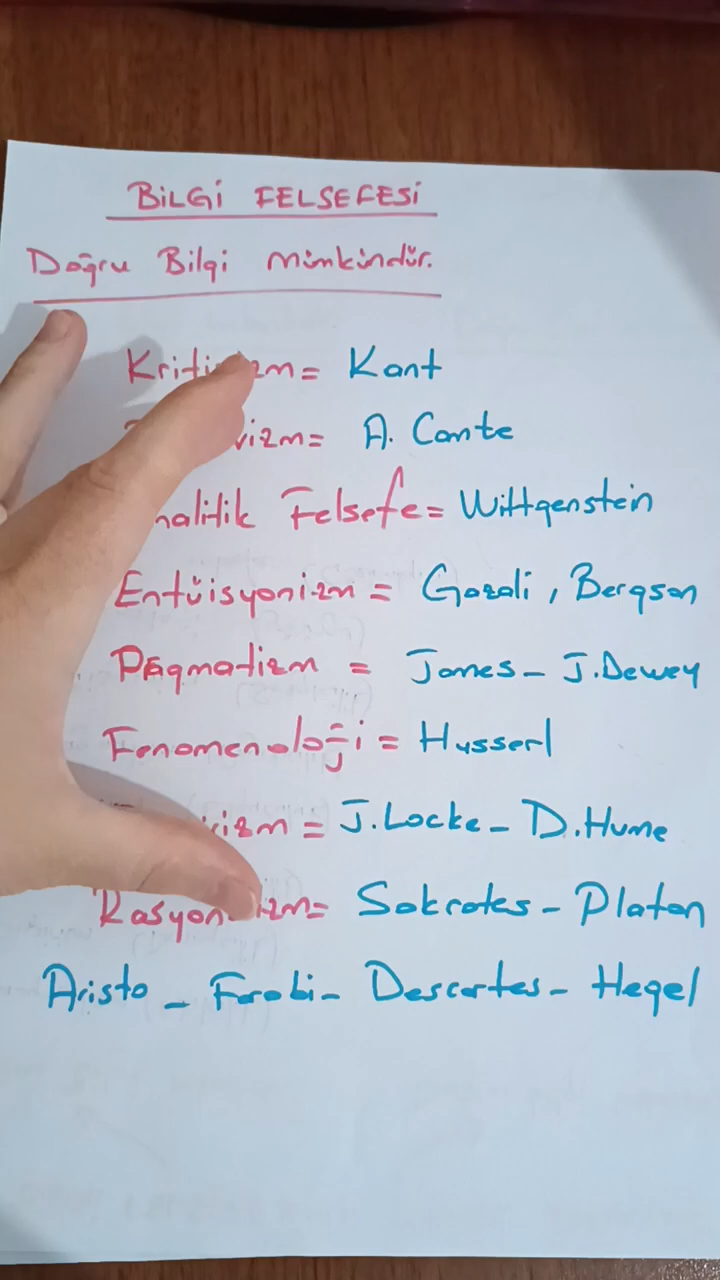 BİLGİ FELSEFESİ
Doğru Bilgi mümkündür.
= Kant
= A. Comte
Felsefe= Wittgenstein
Entüisyonizm = Gazali, Bergson
Pragmatizm = James - J.Dewey
Fenomenoloji = Husserl
= J.Locke - D.Hume
Sokrates - Platon
Aristo - Farabi - Descartes - Hegel